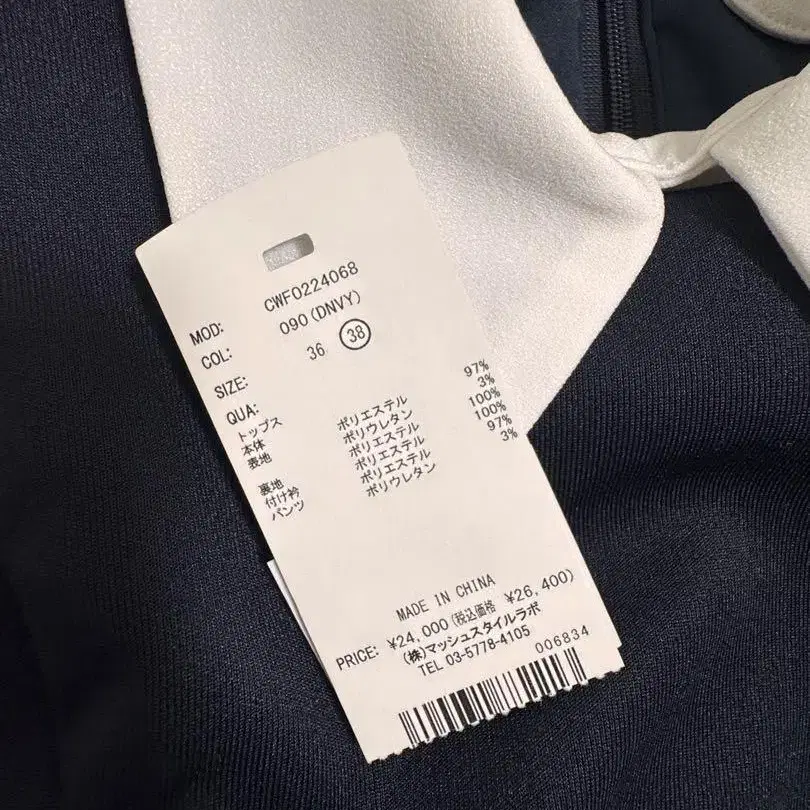 MOD: CWF0224068
COL: 090(DNVY)
SIZE: 36 38
QUA:
トップス
本体 ポリエステル 97%
表地 ポリウレタン 3%
ポリエステル 100%
裏地 ポリエステル 100%
付け衿 ポリエステル 97%
パンツ ポリウレタン 3%
MADE IN CHINA
PRICE: ¥24,000(税込価格 ¥26,400)
(株)マッシュスタイルラボ
TEL 03-5778-4105
006834